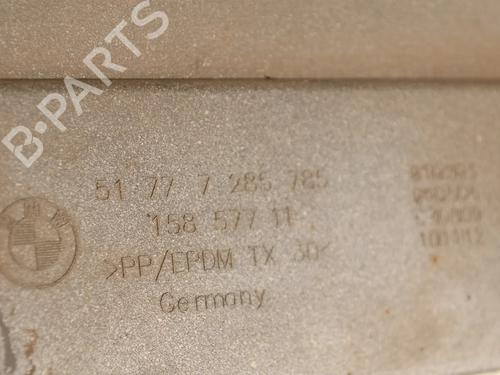 B-PARTS
51 77 7 285 785
158 577 11
>PP/EPDM TX 30<
Germany